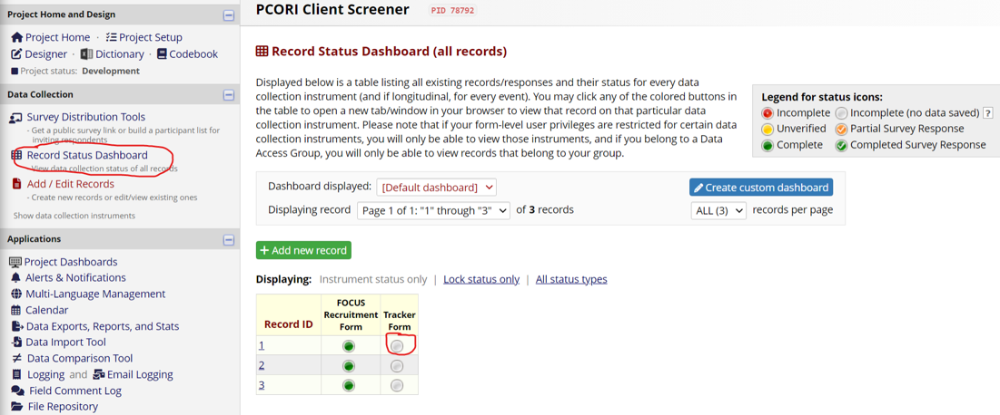 Project Home and Design
Project Home · Project Setup
Designer · Dictionary · Codebook
Project status: Development
Data Collection
Survey Distribution Tools
- Get a public survey link or build a participant list for
inviting respondents
Record Status Dashboard
- View data collection status of all records
Add / Edit Records
- Create new records or edit/view existing ones
Show data collection instruments
Applications
Project Dashboards
Alerts & Notifications
Multi-Language Management
Calendar
Data Exports, Reports, and Stats
Data Import Tool
Data Comparison Tool
Logging and Email Logging
Field Comment Log
File Repository
PCORI Client Screener PID 78792
Record Status Dashboard (all records)
Displayed below is a table listing all existing records/responses and their status for every data
collection instrument (and if longitudinal, for every event). You may click any of the colored buttons in
the table to open a new tab/window in your browser to view that record on that particular data
collection instrument. Please note that if your form-level user privileges are restricted for certain data
collection instruments, you will only be able to view those instruments, and if you belong to a Data
Access Group, you will only be able to view records that belong to your group.
Legend for status icons:
Incomplete Incomplete (no data saved) ?
Unverified Partial Survey Response
Complete Completed Survey Response
Dashboard displayed: [Default dashboard] Create custom dashboard
Displaying record Page 1 of 1: "1" through "3" of 3 records ALL (3) records per page
+ Add new record
Displaying: Instrument status only | Lock status only | All status types
Record ID
FOCUS
Recruitment
Form
Tracker
Form
1
2
3